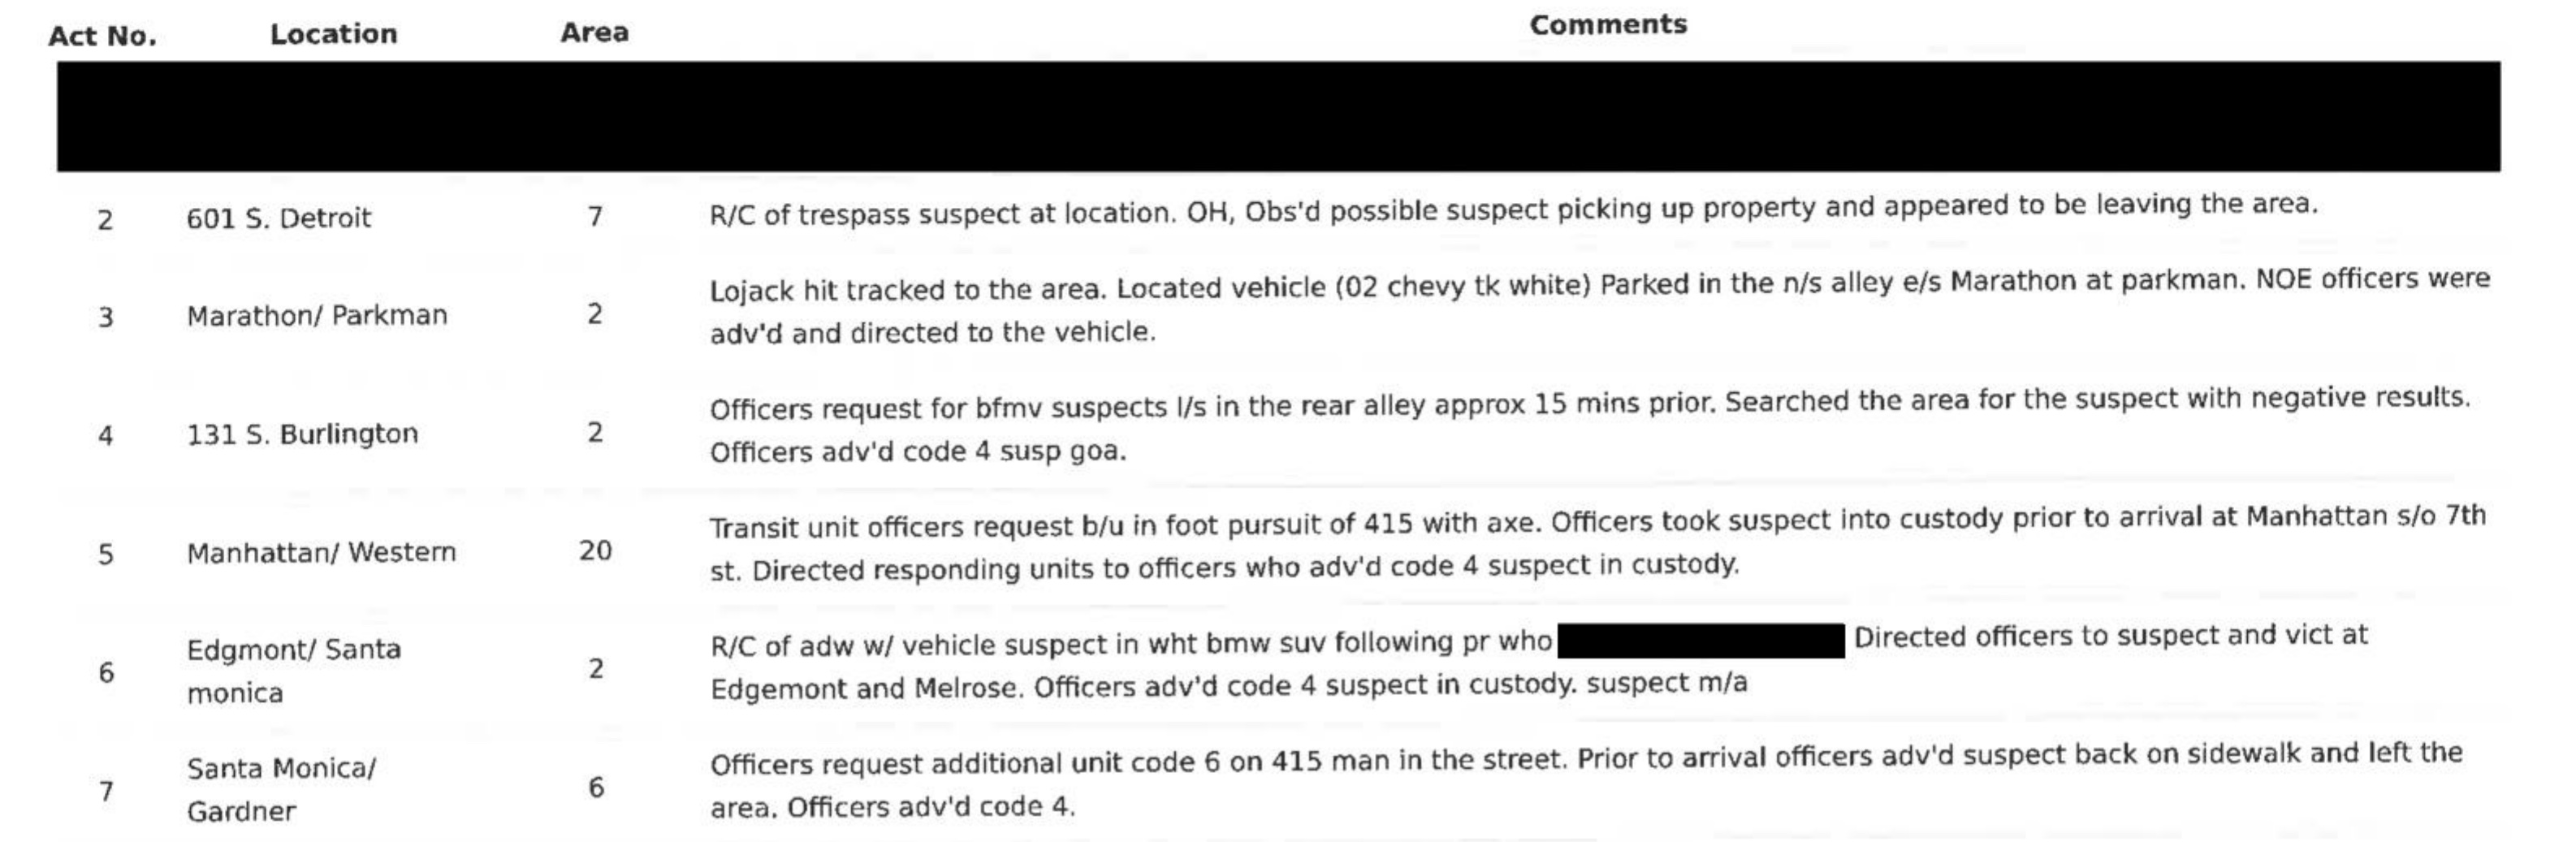 Act No. Location Area Comments
2 601 S. Detroit 7 R/C of trespass suspect at location. OH, Obs'd possible suspect picking up property and appeared to be leaving the area.
3 Marathon/ Parkman 2 Lojack hit tracked to the area. Located vehicle (02 chevy tk white) Parked in the n/s alley e/s Marathon at parkman. NOE officers were
adv'd and directed to the vehicle.
4 131 S. Burlington 2 Officers request for bfmv suspects l/s in the rear alley approx 15 mins prior. Searched the area for the suspect with negative results.
Officers adv'd code 4 susp goa.
5 Manhattan/ Western 20 Transit unit officers request b/u in foot pursuit of 415 with axe. Officers took suspect into custody prior to arrival at Manhattan s/o 7th
st. Directed responding units to officers who adv'd code 4 suspect in custody.
6 Edgmont/ Santa
monica 2 R/C of adw w/ vehicle suspect in wht bmw suv following pr who Directed officers to suspect and vict at
Edgemont and Melrose. Officers adv'd code 4 suspect in custody. suspect m/a
7 Santa Monica/
Gardner 6 Officers request additional unit code 6 on 415 man in the street. Prior to arrival officers adv'd suspect back on sidewalk and left the
area. Officers adv'd code 4.